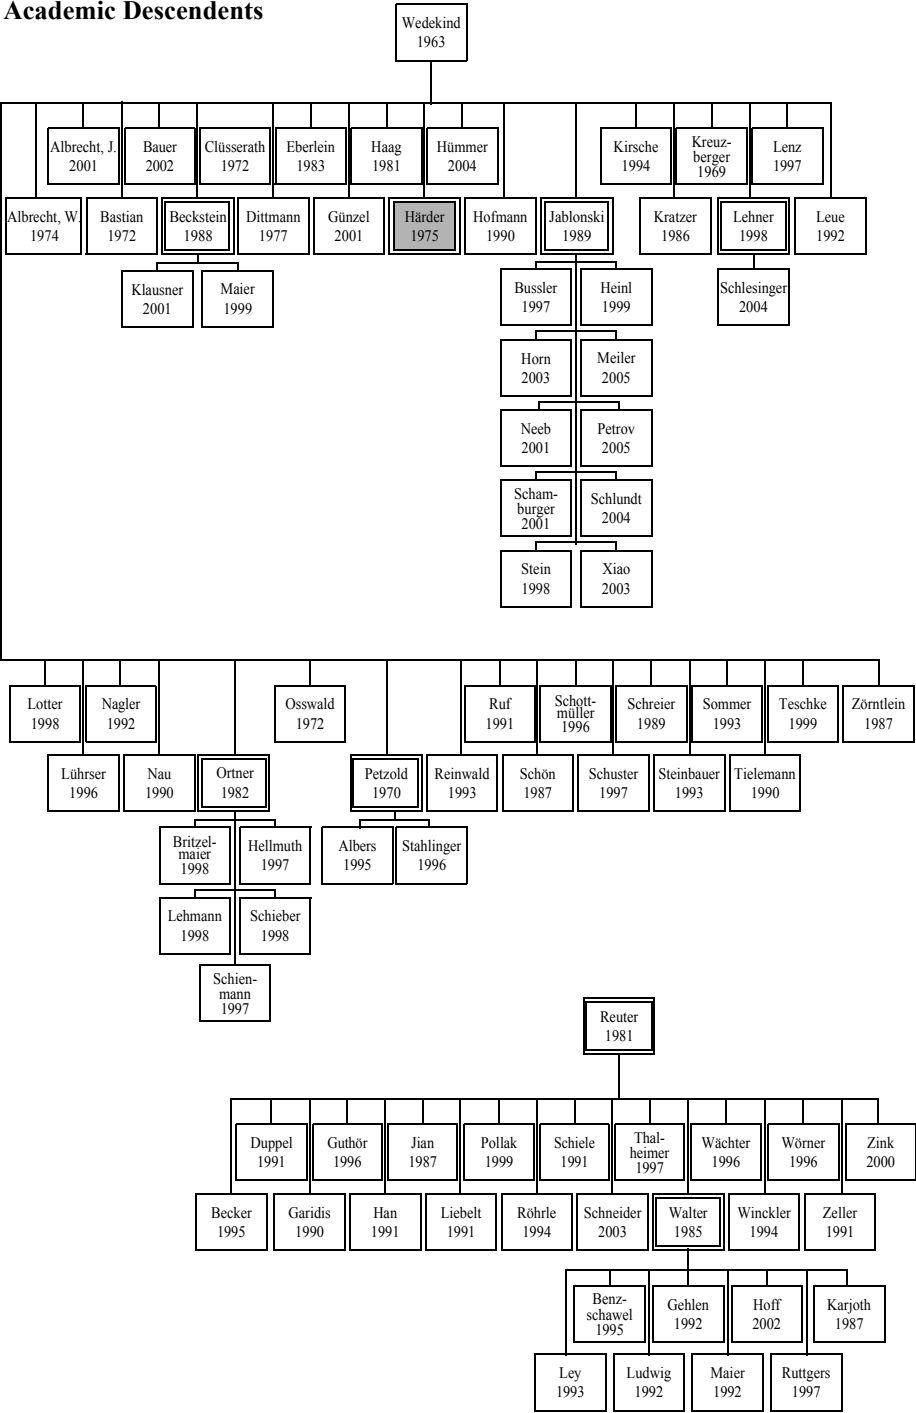 Academic Descendents
Wedekind
1963
Albrecht, J.
2001
Bauer
2002
Clüsserath
1972
Eberlein
1983
Haag
1981
Hümmer
2004
Kirsche
1994
Kreuz-
berger
1969
Lenz
1997
Albrecht, W.
1974
Bastian
1972
Beckstein
1988
Dittmann
1977
Günzel
2001
Härder
1975
Hofmann
1990
Jablonski
1989
Kratzer
1986
Lehner
1998
Leue
1992
Klausner
2001
Maier
1999
Bussler
1997
Heinl
1999
Schlesinger
2004
Horn
2003
Meiler
2005
Neeb
2001
Petrov
2005
Scham-
burger
2001
Schlundt
2004
Stein
1998
Xiao
2003
Lotter
1998
Nagler
1992
Osswald
1972
Ruf
1991
Schott-
müller
1996
Schreier
1989
Sommer
1993
Teschke
1999
Zörntlein
1987
Lührser
1996
Nau
1990
Ortner
1982
Petzold
1970
Reinwald
1993
Schön
1987
Schuster
1997
Steinbauer
1993
Tielemann
1990
Britzel-
maier
1998
Hellmuth
1997
Albers
1995
Stahlinger
1996
Lehmann
1998
Schieber
1998
Schien-
mann
1997
Reuter
1981
Duppel
1991
Guthör
1996
Jian
1987
Pollak
1999
Schiele
1991
Thal-
heimer
1997
Wächter
1996
Wörner
1996
Zink
2000
Becker
1995
Garidis
1990
Han
1991
Liebelt
1991
Röhrle
1994
Schneider
2003
Walter
1985
Winckler
1994
Zeller
1991
Benz-
schawel
1995
Gehlen
1992
Hoff
2002
Karjoth
1987
Ley
1993
Ludwig
1992
Maier
1992
Ruttgers
1997